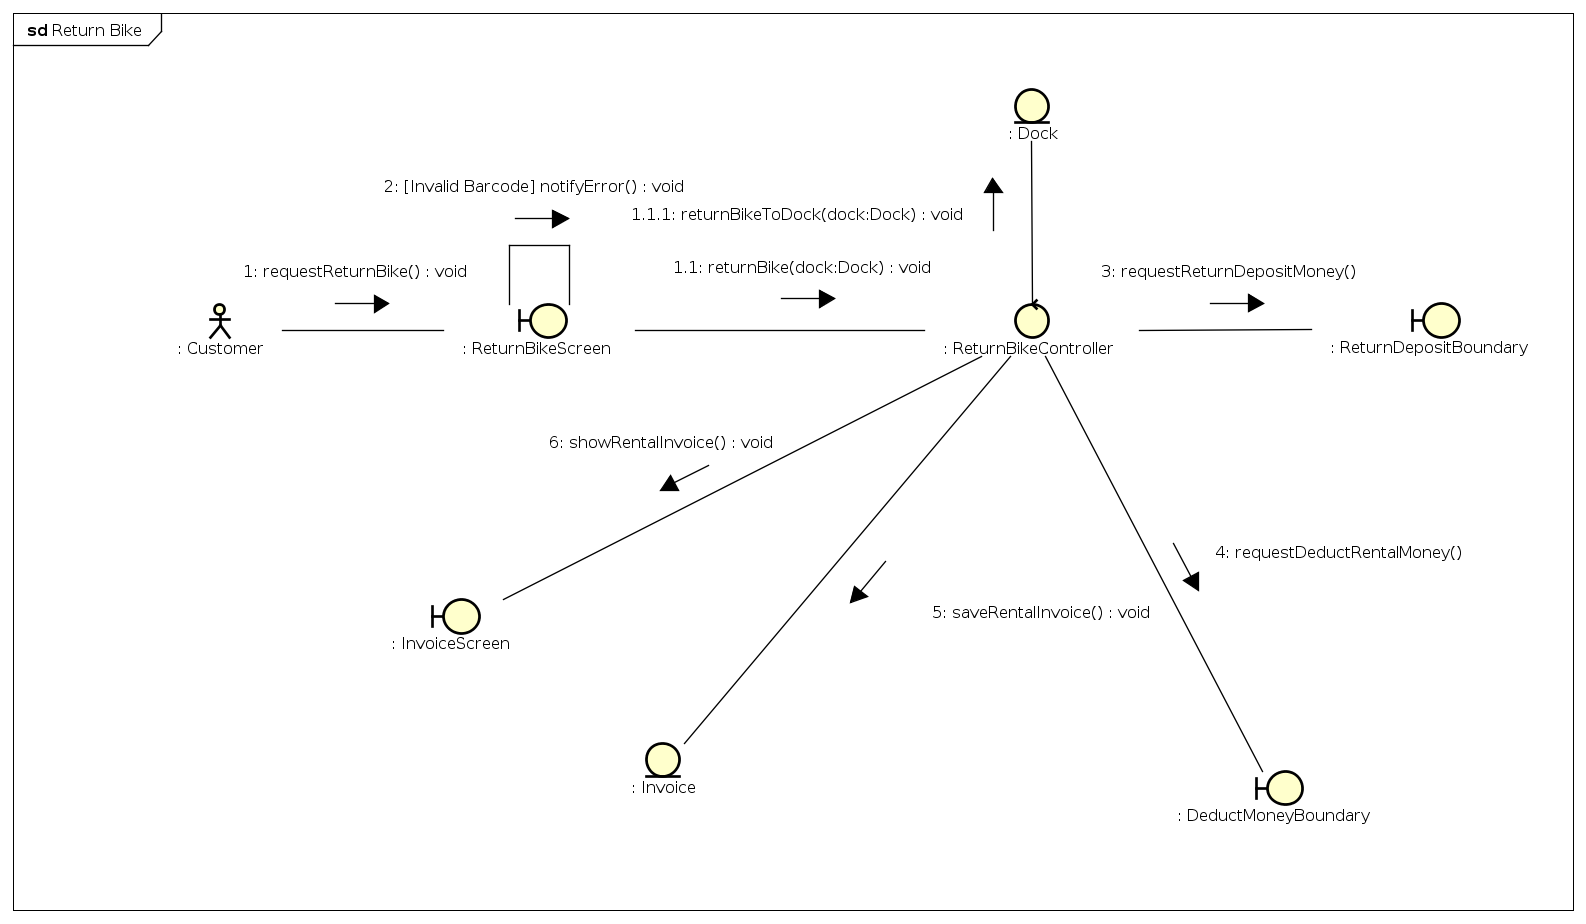 sd Return Bike
: Dock
2: [Invalid Barcode] notifyError() : void
1.1.1: returnBikeToDock(dock:Dock) : void
1: requestReturnBike() : void
1.1: returnBike(dock:Dock) : void
3: requestReturnDepositMoney()
: Customer
: ReturnBikeScreen
: ReturnBikeController
: ReturnDepositBoundary
6: showRentalInvoice() : void
4: requestDeductRentalMoney()
5: saveRentalInvoice() : void
: InvoiceScreen
: Invoice
: DeductMoneyBoundary